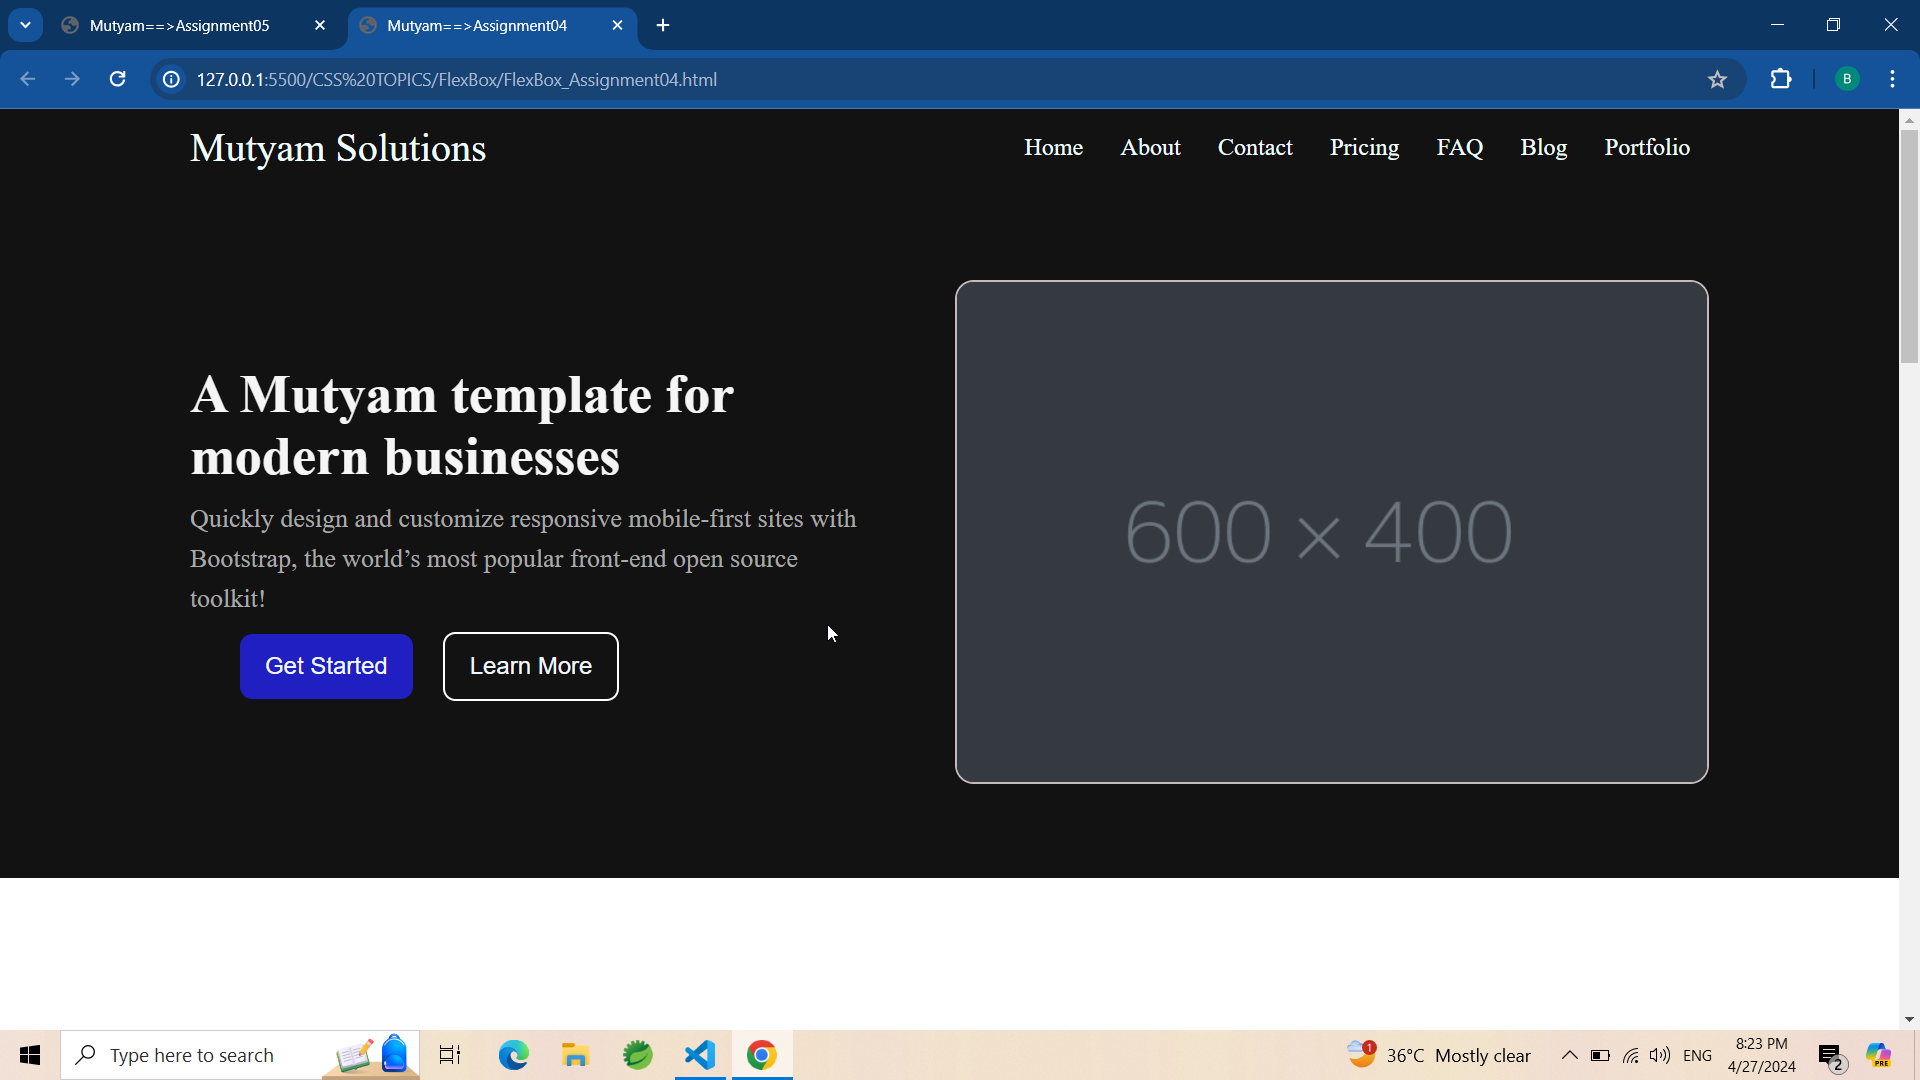 Mutyam==>Assignment05
Mutyam==>Assignment04
127.0.0.1:5500/CSS%20TOPICS/FlexBox/FlexBox_Assignment04.html
B
Mutyam Solutions
Home About Contact Pricing FAQ Blog Portfolio
A Mutyam template for
modern businesses
Quickly design and customize responsive mobile-first sites with
Bootstrap, the world’s most popular front-end open source
toolkit!
Get Started
Learn More
600 × 400
Type here to search
1
36°C Mostly clear
ENG
8:23 PM
4/27/2024
2
PRE